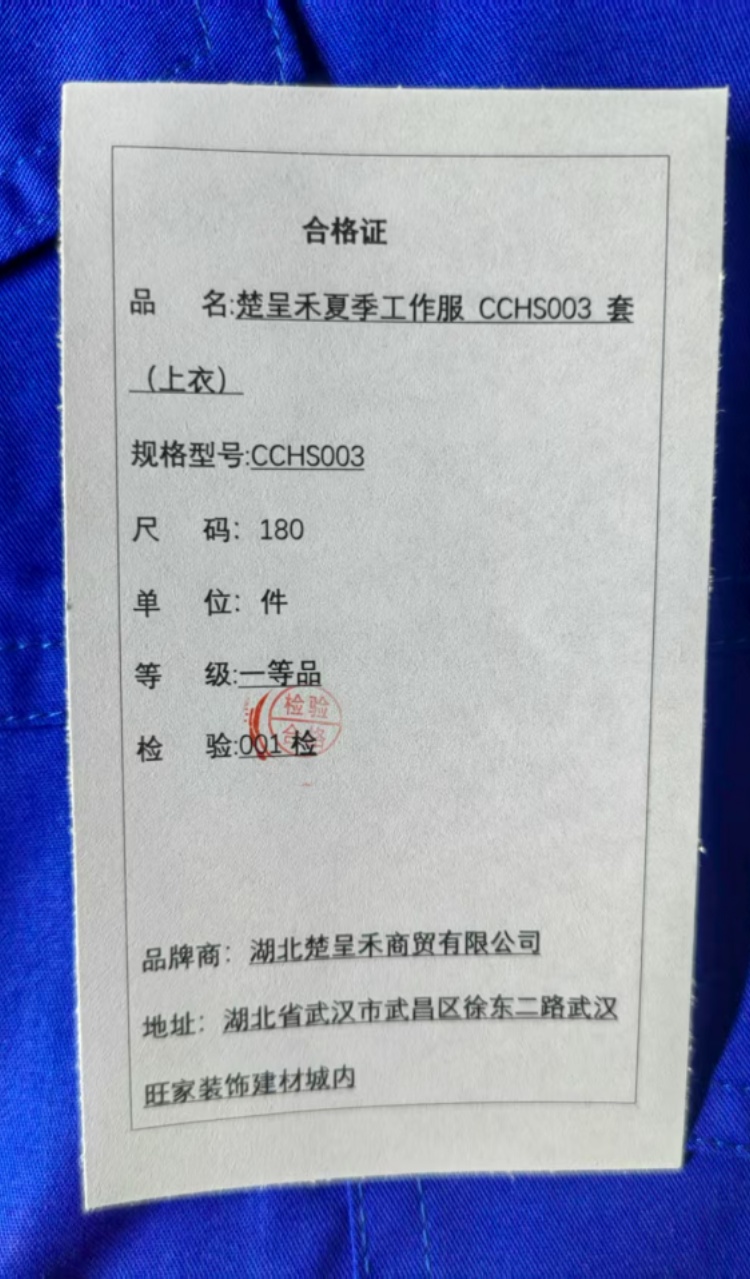 合格证
品 名:楚呈禾夏季工作服 CCHS003 套
（上衣）
规格型号:CCHS003
尺 码：180
单 位：件
等 级:一等品
检验
合格
检 验:001 检
品牌商：湖北楚呈禾商贸有限公司
地址：湖北省武汉市武昌区徐东二路武汉
旺家装饰建材城内